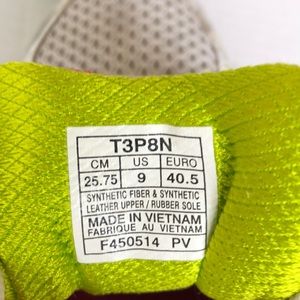 T3P8N
CM US EURO
25.75 9 40.5
SYNTHETIC FIBER & SYNTHETIC
LEATHER UPPER / RUBBER SOLE
MADE IN VIETNAM
FABRIQUE AU VIETNAM
F450514 PV